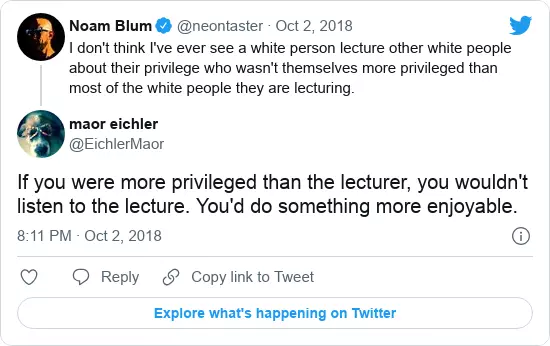 Noam Blum @neontaster · Oct 2, 2018
I don't think I've ever see a white person lecture other white people
about their privilege who wasn't themselves more privileged than
most of the white people they are lecturing.
maor eichler
@EichlerMaor
If you were more privileged than the lecturer, you wouldn't
listen to the lecture. You'd do something more enjoyable.
8:11 PM · Oct 2, 2018
Reply Copy link to Tweet
Explore what's happening on Twitter